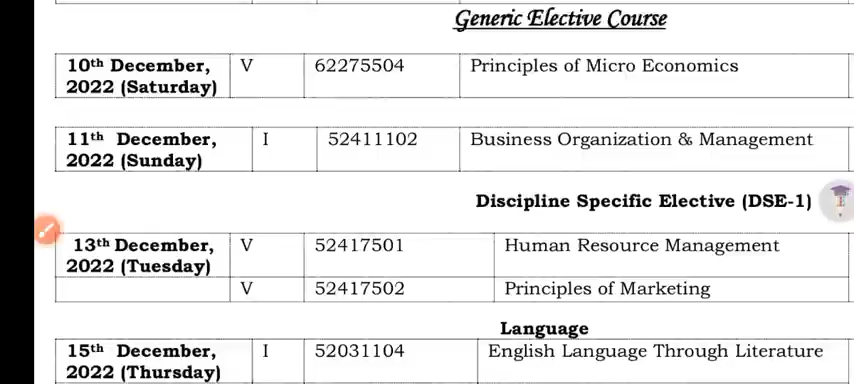 Generic Elective Course
10th December, V 62275504 Principles of Micro Economics
2022 (Saturday)
11th December, I 52411102 Business Organization & Management
2022 (Sunday)
Discipline Specific Elective (DSE-1)
13th December, V 52417501 Human Resource Management
2022 (Tuesday)
V 52417502 Principles of Marketing
Language
15th December, I 52031104 English Language Through Literature
2022 (Thursday)